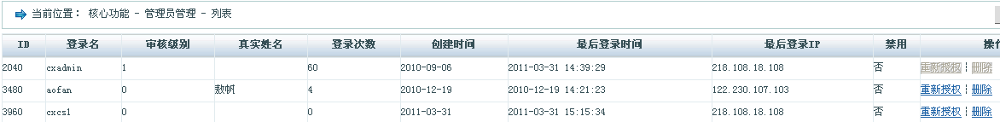 当前位置： 核心功能 - 管理员管理 - 列表
ID 登录名 审核级别 真实姓名 登录次数 创建时间 最后登录时间 最后登录IP 禁用 操作
2040 cxadmin 1 60 2010-09-06 2011-03-31 14:39:29 218.108.18.108 否 重新授权 ¦ 删除
3480 aofan 0 敖帆 4 2010-12-19 2010-12-19 14:21:23 122.230.107.103 否 重新授权 ¦ 删除
3960 cxcs1 0 0 2011-03-31 2011-03-31 15:15:34 218.108.18.108 否 重新授权 ¦ 删除